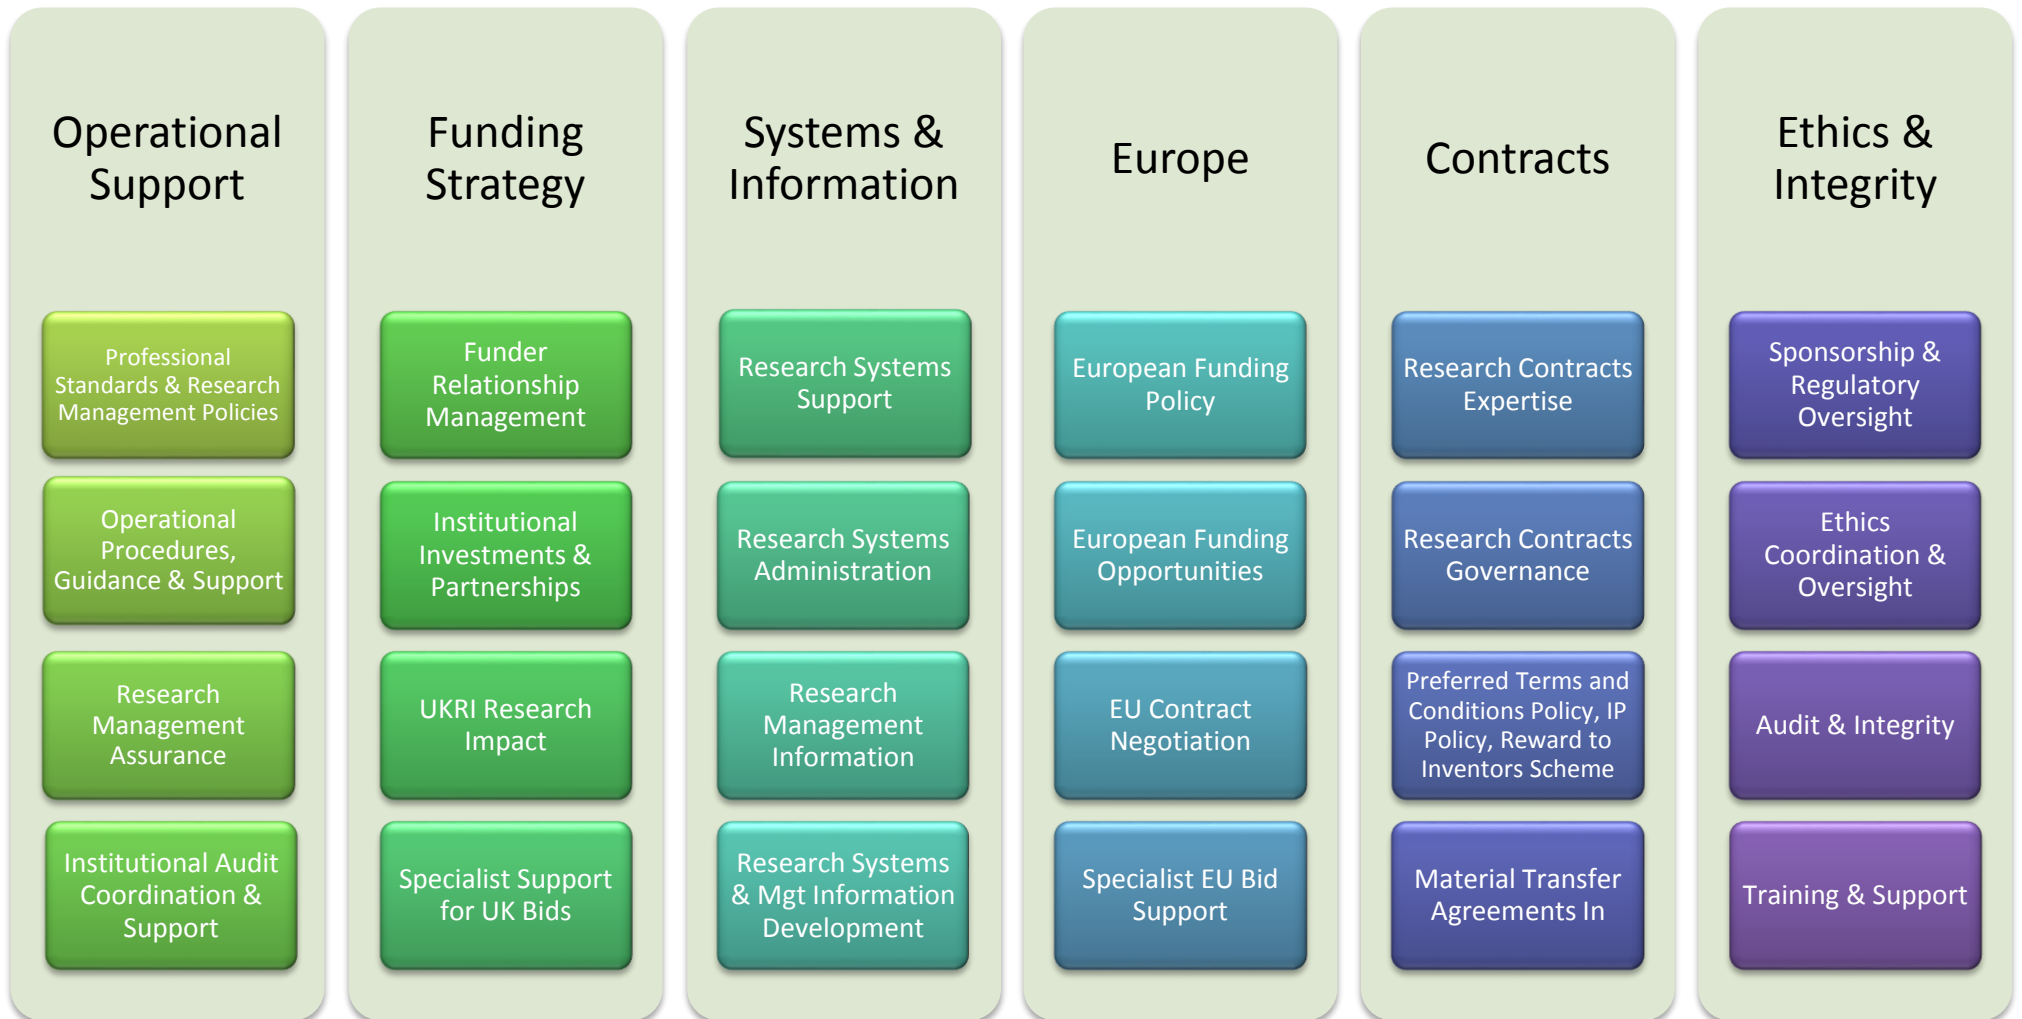 Operational
Support
Professional
Standards & Research
Management Policies
Operational
Procedures,
Guidance & Support
Research
Management
Assurance
Institutional Audit
Coordination &
Support
Funding
Strategy
Funder
Relationship
Management
Institutional
Investments &
Partnerships
UKRI Research
Impact
Specialist Support
for UK Bids
Systems &
Information
Research Systems
Support
Research Systems
Administration
Research
Management
Information
Research Systems
& Mgt Information
Development
Europe
European Funding
Policy
European Funding
Opportunities
EU Contract
Negotiation
Specialist EU Bid
Support
Contracts
Research Contracts
Expertise
Research Contracts
Governance
Preferred Terms and
Conditions Policy, IP
Policy, Reward to
Inventors Scheme
Material Transfer
Agreements In
Ethics &
Integrity
Sponsorship &
Regulatory
Oversight
Ethics
Coordination &
Oversight
Audit & Integrity
Training & Support